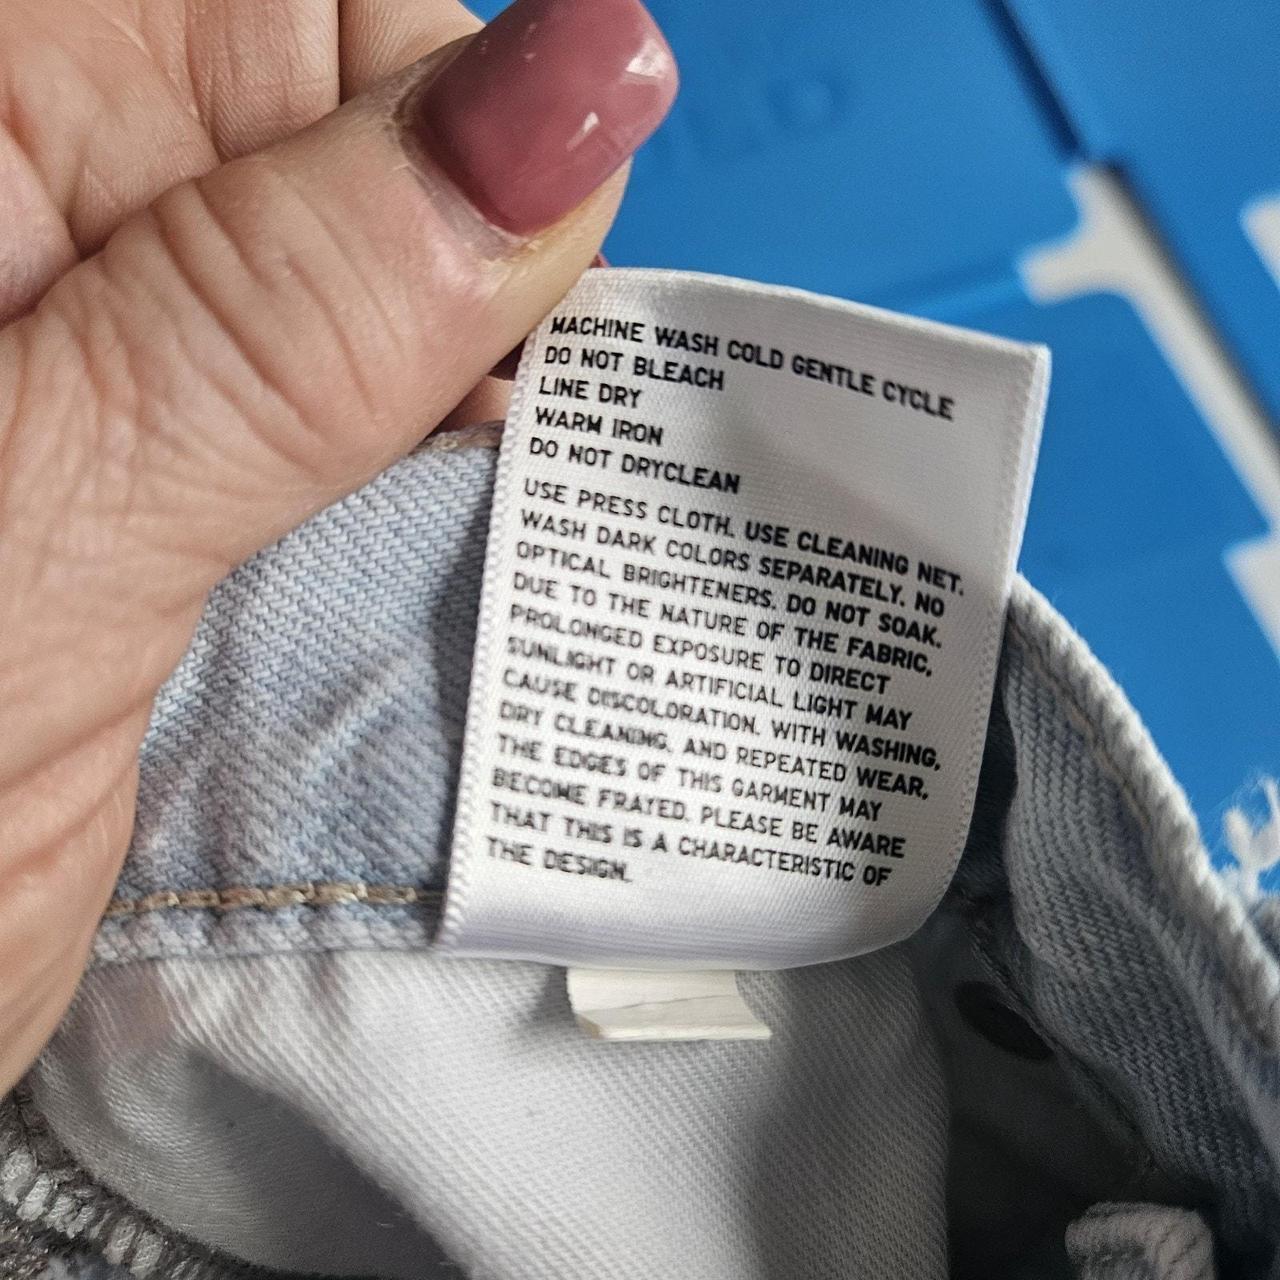 MACHINE WASH COLD GENTLE CYCLE
DO NOT BLEACH
LINE DRY
WARM IRON
DO NOT DRYCLEAN
USE PRESS CLOTH. USE CLEANING NET.
WASH DARK COLORS SEPARATELY. NO
OPTICAL BRIGHTENERS. DO NOT SOAK.
DUE TO THE NATURE OF THE FABRIC,
PROLONGED EXPOSURE TO DIRECT
SUNLIGHT OR ARTIFICIAL LIGHT MAY
CAUSE DISCOLORATION. WITH WASHING,
DRY CLEANING, AND REPEATED WEAR,
THE EDGES OF THIS GARMENT MAY
BECOME FRAYED. PLEASE BE AWARE
THAT THIS IS A CHARACTERISTIC OF
THE DESIGN.